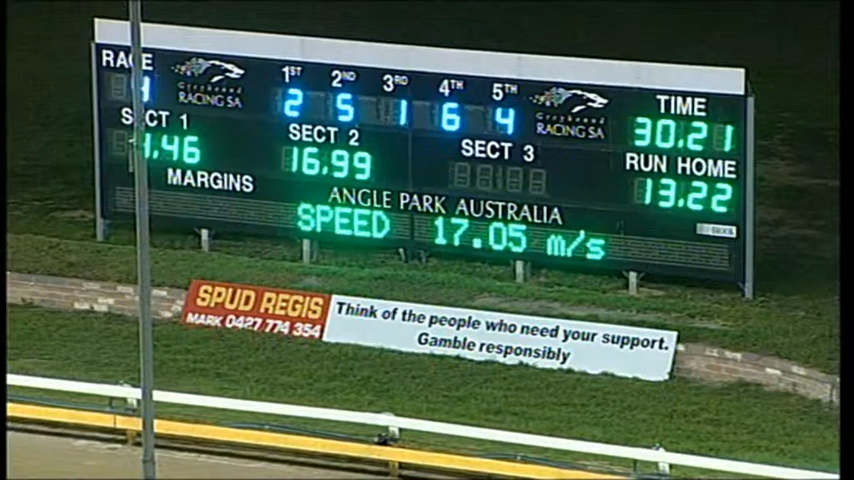 RACE
Greyhound
RACING SA
1ST 2ND 3RD 4TH 5TH
2 5 1 6 4
Greyhound
RACING SA
TIME
30.21
SECT 1
4.46
SECT 2
16.99
SECT 3
RUN HOME
13.22
MARGINS
ANGLE PARK AUSTRALIA
SPEED 17.05 m/s
SPUD REGIS
MARK 0427 774 354
Think of the people who need your support.
Gamble responsibly